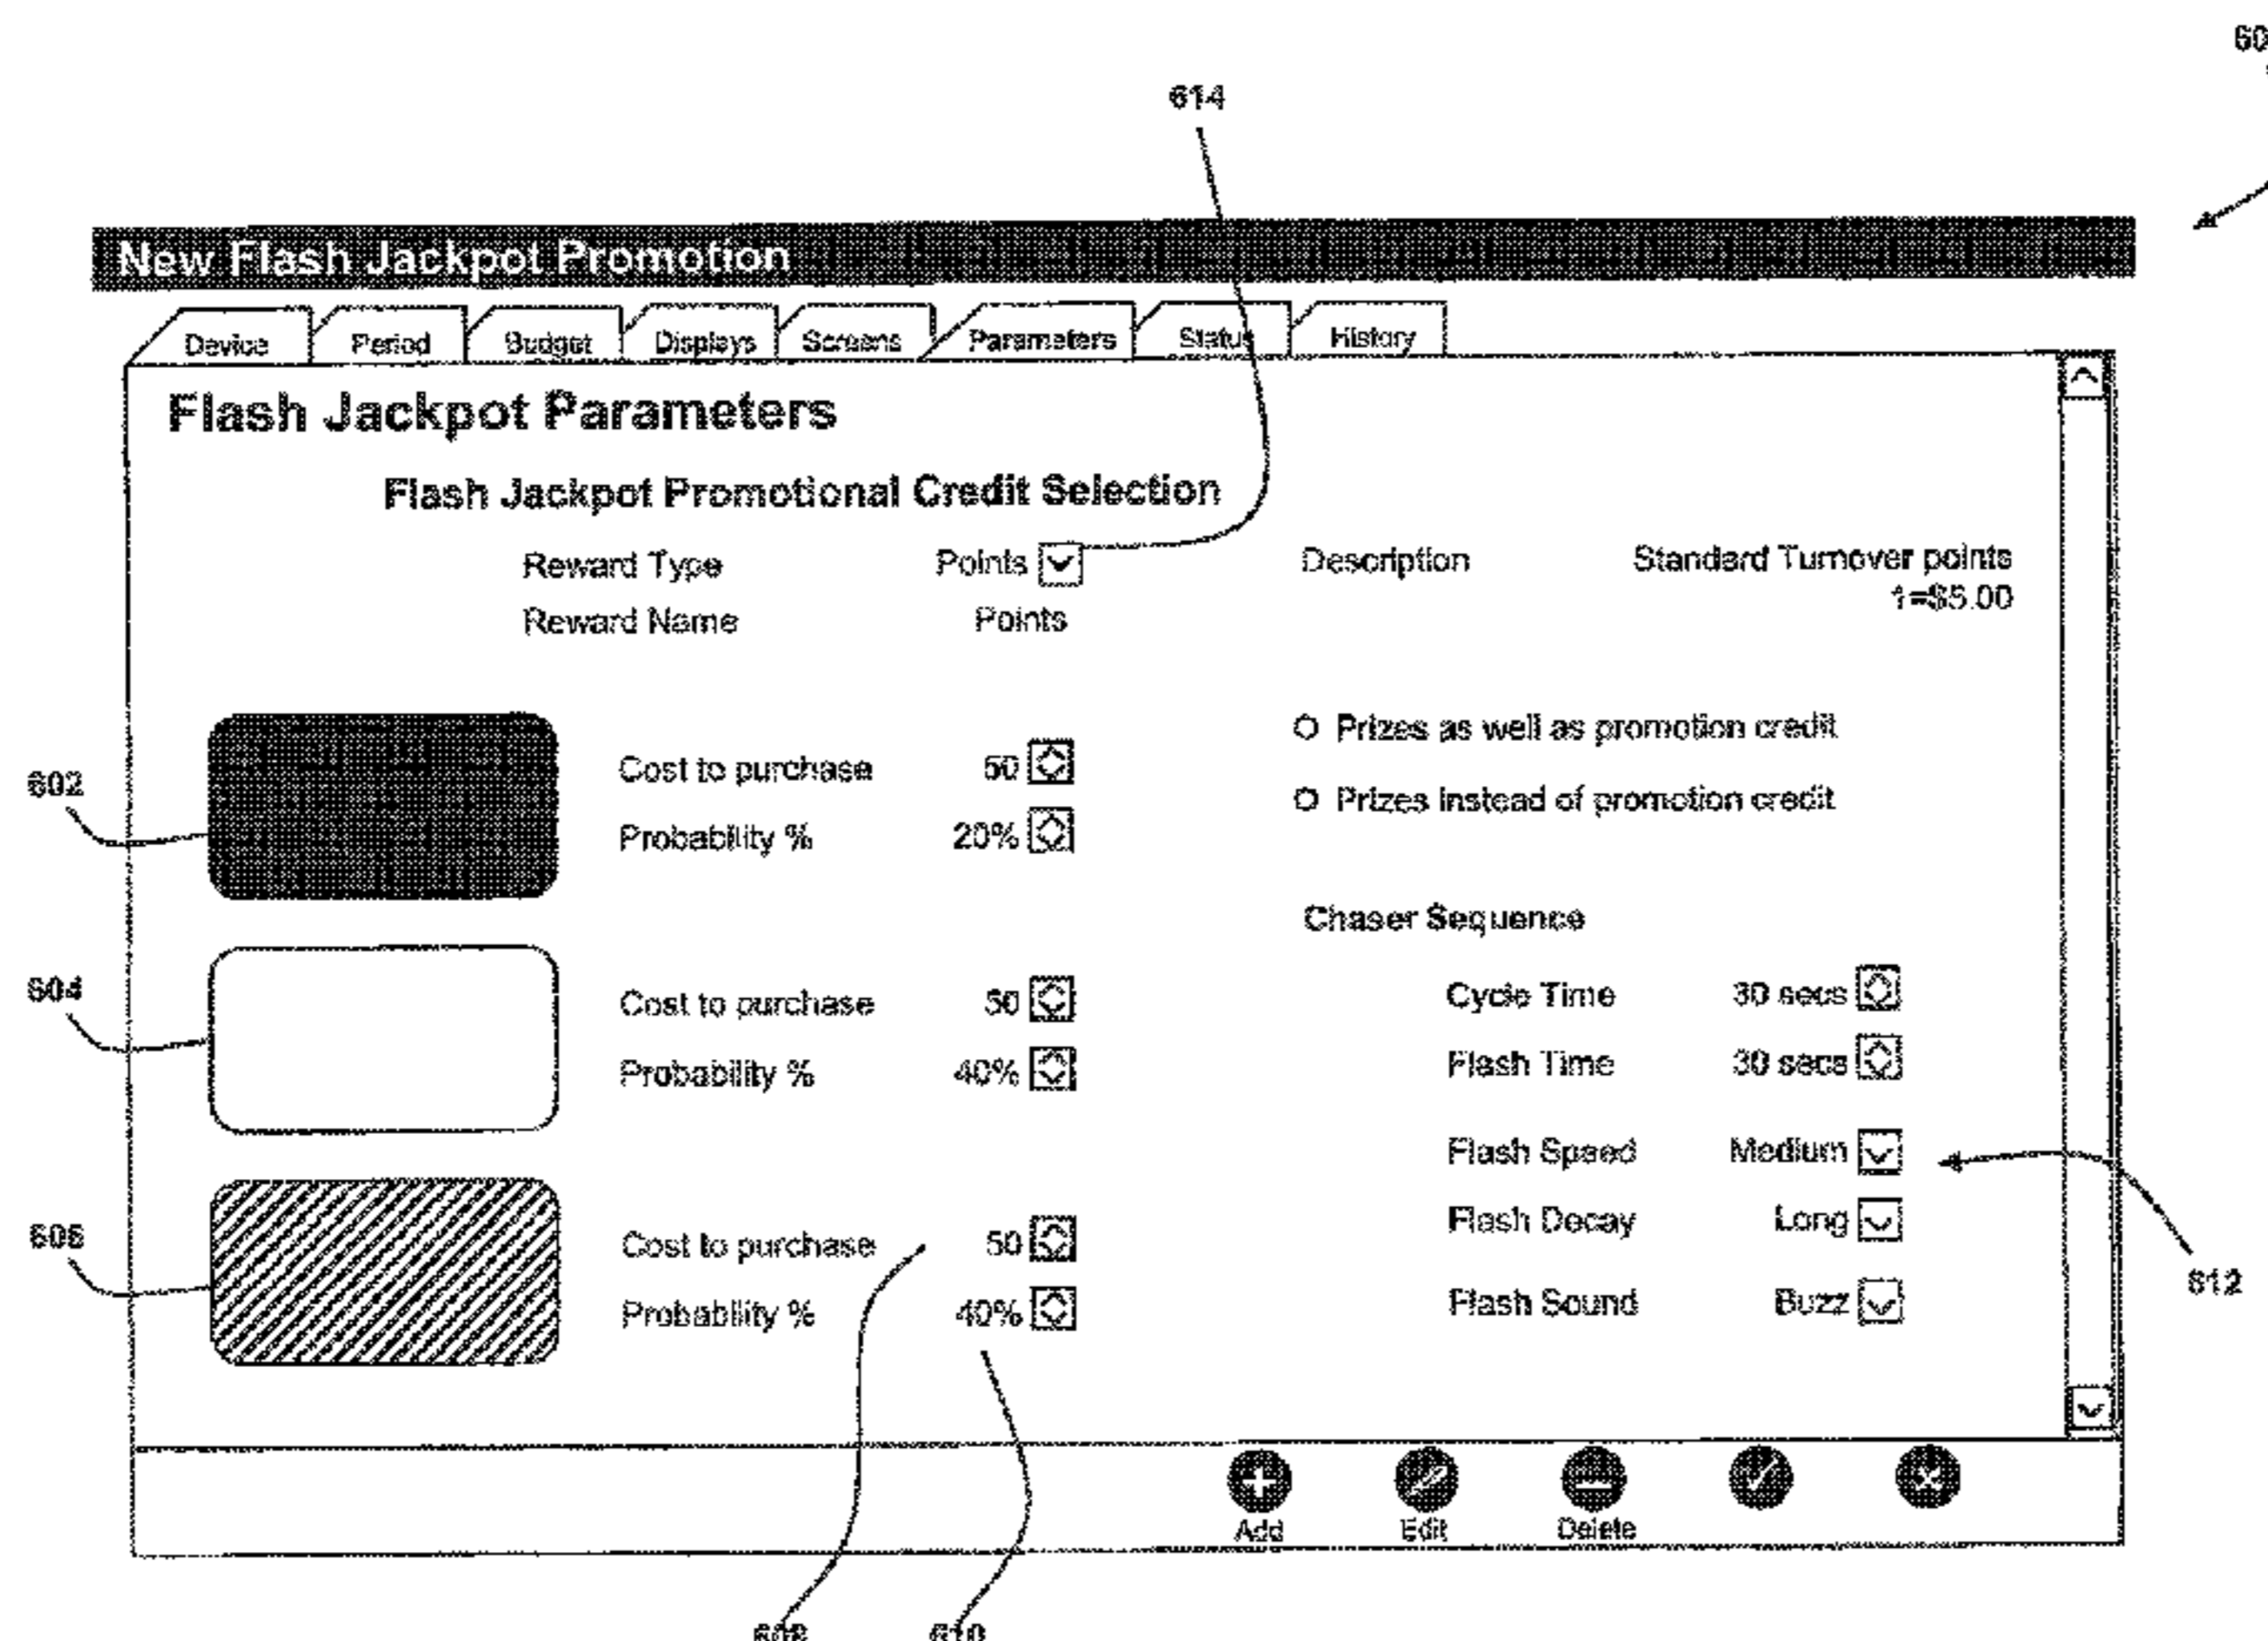 614
New Flash Jackpot Promotion
Device Period Budget Displays Screens Parameters Status History
Flash Jackpot Parameters
Flash Jackpot Promotional Credit Selection
Reward Type Points Description Standard Turnover points
Reward Name Points 1=$5.00
Prizes as well as promotion credit
602 Cost to purchase 50
Prizes instead of promotion credit
Probability % 20%
Chaser Sequence
604 Cost to purchase 50 Cycle Time 30 secs
Probability % 40% Flash Time 30 secs
Flash Speed Medium
606 Cost to purchase 50 Flash Decay Long
612
Probability % 40% Flash Sound Buzz
Add Edit Delete
608 610